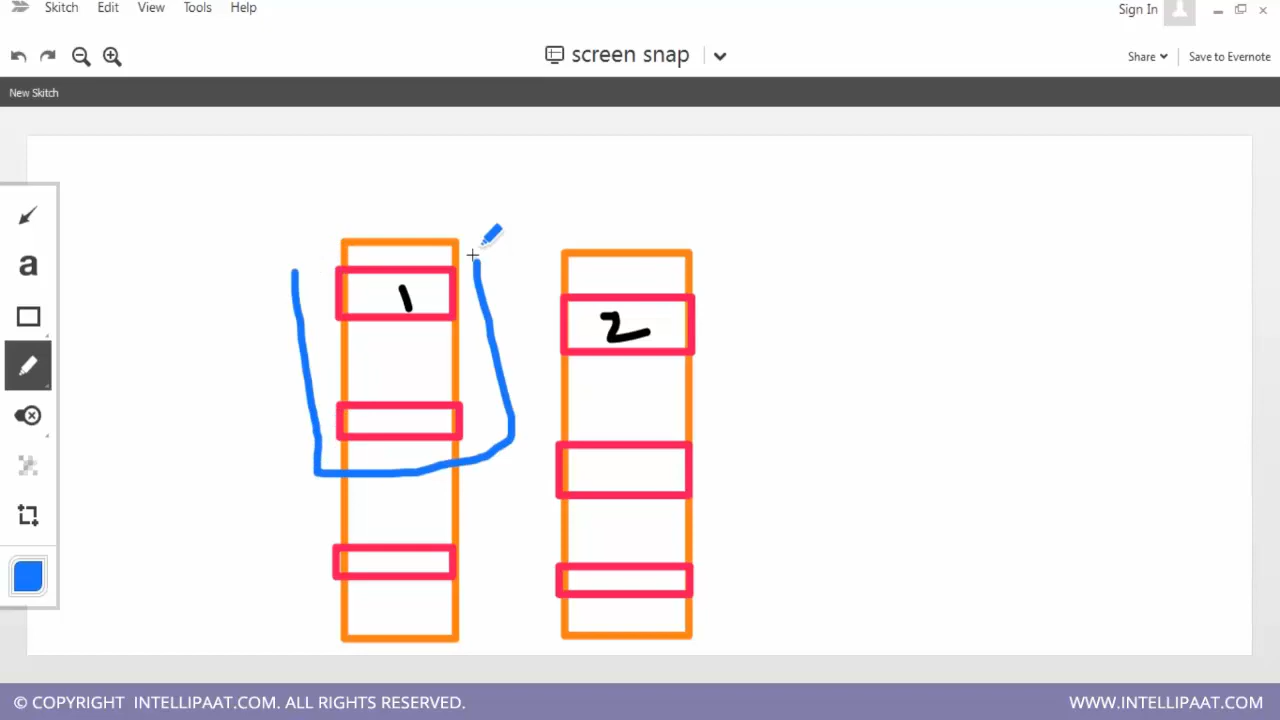 Skitch Edit View Tools Help
Sign In
screen snap
Share
Save to Evernote
New Skitch
a
1
2
© COPYRIGHT INTELLIPAAT.COM. ALL RIGHTS RESERVED.
WWW.INTELLIPAAT.COM